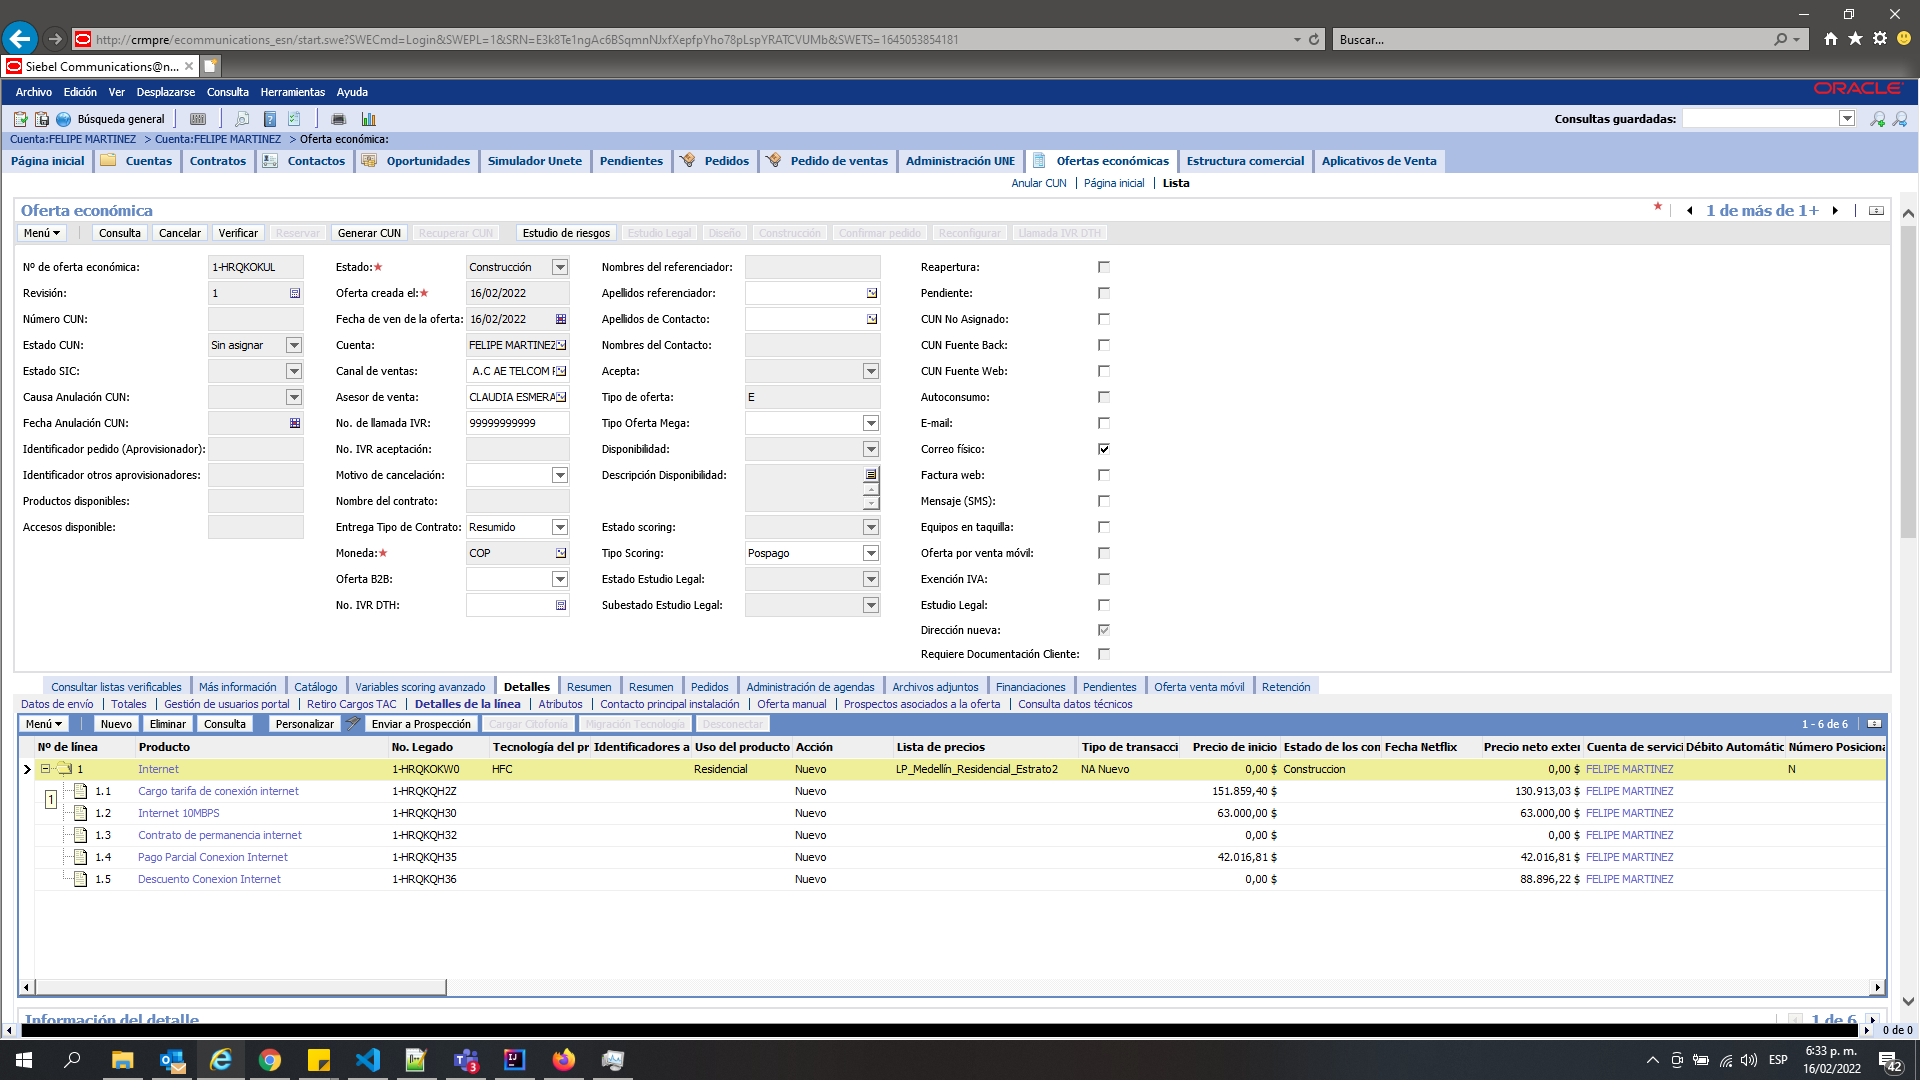 http://crmpre/ecommunications_esn/start.swe?SWECmd=Login&SWEPL=1&SRN=E3k8Te1ngAc6BSqmnNJxfXepfpYho78pLspYRATCVUMb&SWETS=1645053854181
Buscar...
Siebel Communications@n...
Archivo Edición Ver Desplazarse Consulta Herramientas Ayuda
ORACLE
Búsqueda general
Consultas guardadas:
Cuenta:FELIPE MARTINEZ > Cuenta:FELIPE MARTINEZ > Oferta económica:
Página inicial Cuentas Contratos Contactos Oportunidades Simulador Unete Pendientes Pedidos Pedido de ventas Administración UNE Ofertas económicas Estructura comercial Aplicativos de Venta
Anular CUN Página inicial Lista
Oferta económica
1 de más de 1+
Menú Consulta Cancelar Verificar Reservar Generar CUN Recuperar CUN Estudio de riesgos Estudio Legal Diseño Construcción Confirmar pedido Reconfigurar Llamada IVR DTH
Nº de oferta económica: 1-HRQKOKUL Estado:★ Construcción Nombres del referenciador: Reapertura:
Revisión: 1 Oferta creada el:★ 16/02/2022 Apellidos referenciador: Pendiente:
Número CUN: Fecha de ven de la oferta: 16/02/2022 Apellidos de Contacto: CUN No Asignado:
Estado CUN: Sin asignar Cuenta: FELIPE MARTINEZ Nombres del Contacto: CUN Fuente Back:
Estado SIC: Canal de ventas: A.C AE TELCOM Acepta: CUN Fuente Web:
Causa Anulación CUN: Asesor de venta: CLAUDIA ESMERA Tipo de oferta: E Autoconsumo:
Fecha Anulación CUN: No. de llamada IVR: 99999999999 Tipo Oferta Mega: E-mail:
Identificador pedido (Aprovisionador): No. IVR aceptación: Disponibilidad: Correo físico:
Identificador otros aprovisionadores: Motivo de cancelación: Descripción Disponibilidad: Factura web:
Productos disponibles: Nombre del contrato: Mensaje (SMS):
Accesos disponible: Entrega Tipo de Contrato: Resumido Estado scoring: Equipos en taquilla:
Moneda:★ COP Tipo Scoring: Pospago Oferta por venta móvil:
Oferta B2B: Estado Estudio Legal: Exención IVA:
No. IVR DTH: Subestado Estudio Legal: Estudio Legal:
Dirección nueva:
Requiere Documentación Cliente:
Consultar listas verificables Más información Catálogo Variables scoring avanzado Detalles Resumen Resumen Pedidos Administración de agendas Archivos adjuntos Financiaciones Pendientes Oferta venta móvil Retención
Datos de envío Totales Gestión de usuarios portal Retiro Cargos TAC Detalles de la línea Atributos Contacto principal instalación Oferta manual Prospectos asociados a la oferta Consulta datos técnicos
Menú Nuevo Eliminar Consulta Personalizar Enviar a Prospección Cargar Citofonía Migración Tecnología Desconectar 1 - 6 de 6
Nº de línea Producto No. Legado Tecnología del pr Identificadores a Uso del producto Acción Lista de precios Tipo de transacci Precio de inicio Estado de los con Fecha Netflix Precio neto exter Cuenta de servici Débito Automátic Número Posiciona
1 Internet 1-HRQKOKW0 HFC Residencial Nuevo LP_Medellín_Residencial_Estrato2 NA Nuevo 0,00 $ Construccion 0,00 $ FELIPE MARTINEZ N
1.1 Cargo tarifa de conexión internet 1-HRQKQH2Z Nuevo 151.859,40 $ 130.913,03 $ FELIPE MARTINEZ
1
1.2 Internet 10MBPS 1-HRQKQH30 Nuevo 63.000,00 $ 63.000,00 $ FELIPE MARTINEZ
1.3 Contrato de permanencia internet 1-HRQKQH32 Nuevo 0,00 $ 0,00 $ FELIPE MARTINEZ
1.4 Pago Parcial Conexion Internet 1-HRQKQH35 Nuevo 42.016,81 $ 42.016,81 $ FELIPE MARTINEZ
1.5 Descuento Conexion Internet 1-HRQKQH36 Nuevo 0,00 $ 88.896,22 $ FELIPE MARTINEZ
Información del detalle
1 de 6
0 de 0
3
ESP
6:33 p. m.
16/02/2022
42